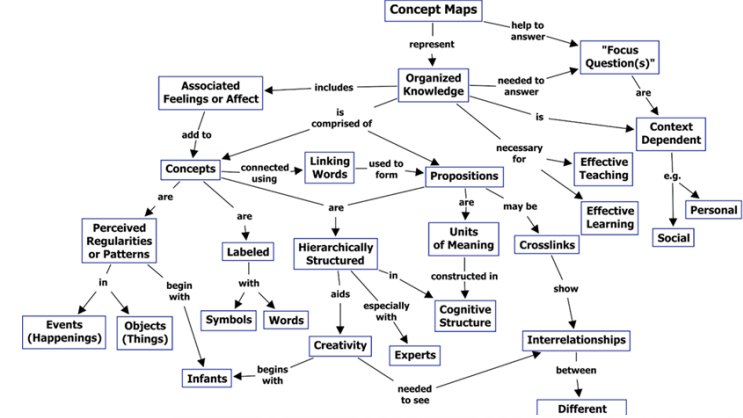 Concept Maps
help to
answer
represent
"Focus
Question(s)"
Associated
Feelings or Affect
includes
Organized
Knowledge
needed to
answer
are
is
comprised of
is
Context
Dependent
add to
necessary
for
Concepts
connected
using
Linking
Words
used to
form
Propositions
Effective
Teaching
e.g.
are
are
are
are
may be
Effective
Learning
Personal
Social
Perceived
Regularities
or Patterns
Labeled
Hierarchically
Structured
Units
of Meaning
Crosslinks
in
begin
with
with
in
constructed in
aids
especially
with
show
Events
(Happenings)
Objects
(Things)
Symbols
Words
Cognitive
Structure
Creativity
Experts
Interrelationships
Infants
begins
with
needed
to see
between
Different